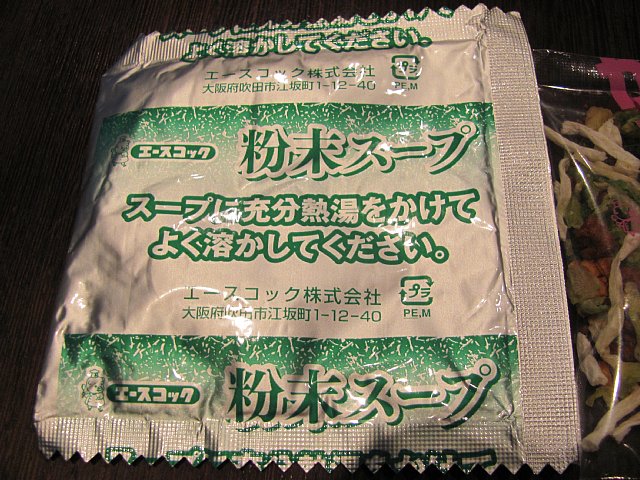 よく溶かしてください。
エースコック株式会社
大阪府吹田市江坂町1-12-40
プラ
PE,M
エースコック
粉末スープ
スープに充分熱湯をかけて
よく溶かしてください。
エースコック株式会社
大阪府吹田市江坂町1-12-40
プラ
PE,M
エースコック
粉末スープ